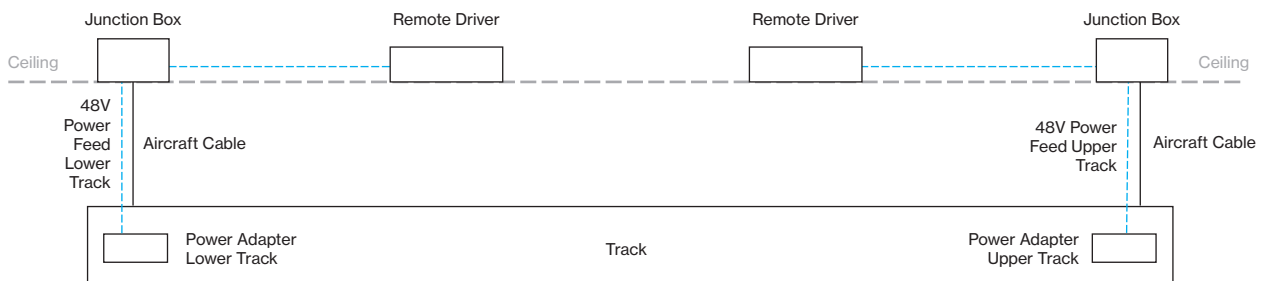 Junction Box
Remote Driver
Remote Driver
Junction Box
Ceiling
Ceiling
48V
Power
Feed
Lower
Track
Aircraft Cable
48V Power
Feed Upper
Track
Aircraft Cable
Power Adapter
Lower Track
Track
Power Adapter
Upper Track